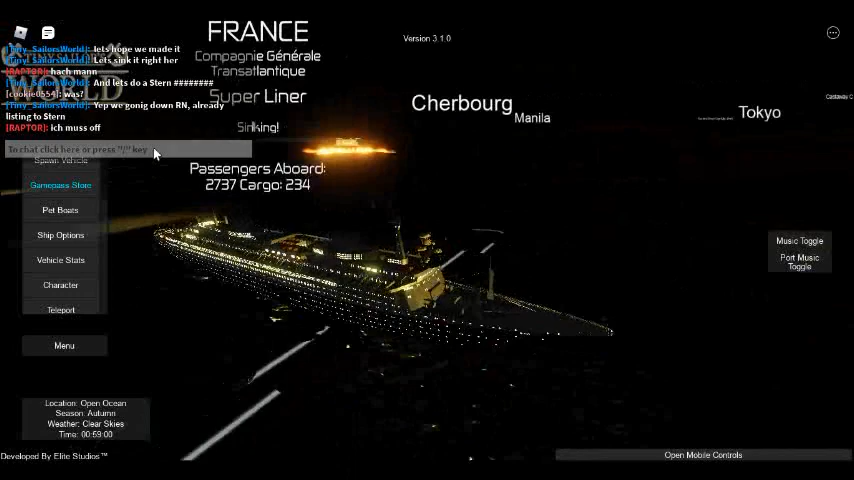 FRANCE
Compagnie Générale
Transatlantique
Super Liner
Sinking!
Passengers Aboard:
2737 Cargo: 234
Version 3.1.0
Cherbourg
Manila
Tokyo
[Tiny_SailorsWorld]: lets hope we made it
[Tiny_SailorsWorld]: Lets sink it right her
[RAPTOR]: hach mann
[Tiny_SailorsWorld]: And lets do a Stern ########
[cookie0554]: was?
[Tiny_SailorsWorld]: Yep we gonig down RN, already
listing to Stern
[RAPTOR]: Ich muss off
TINY SAILOR'S
WORLD
To chat click here or press "/" key
Spawn Vehicle
Gamepass Store
Pet Boats
Ship Options
Vehicle Stats
Character
Teleport
Menu
Music Toggle
Port Music
Toggle
Location: Open Ocean
Season: Autumn
Weather: Clear Skies
Time: 00:59:00
Developed By Elite Studios™
Open Mobile Controls